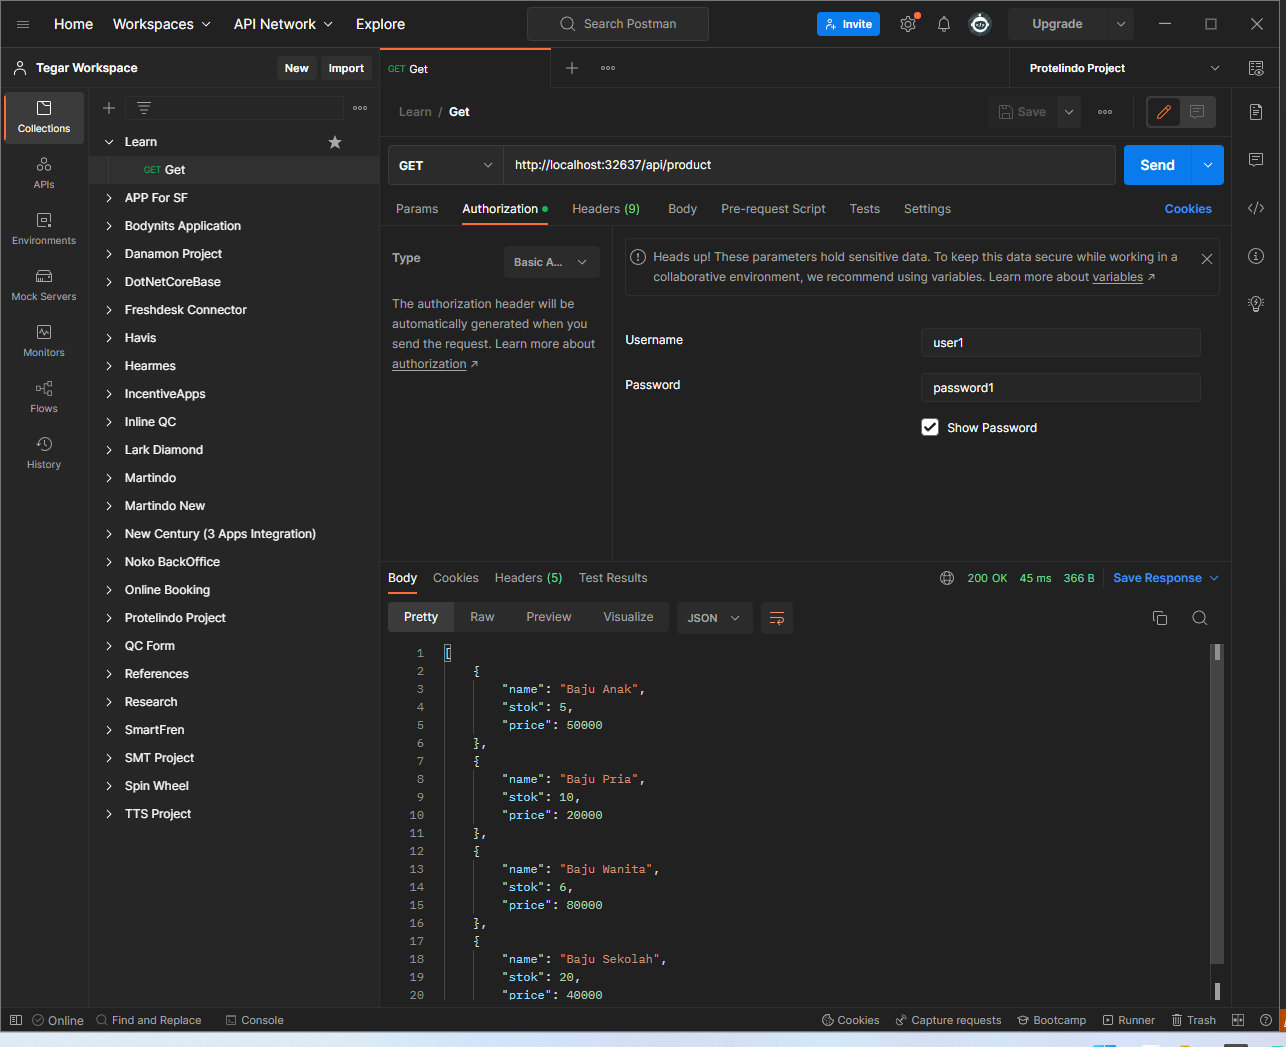 Home
Workspaces
API Network
Explore
Search Postman
Invite
Upgrade
Tegar Workspace
New
Import
GET Get
Protelindo Project
Collections
APIs
Environments
Mock Servers
Monitors
Flows
History
Learn
GET Get
APP For SF
Bodynits Application
Danamon Project
DotNetCoreBase
Freshdesk Connector
Havis
Hearmes
IncentiveApps
Inline QC
Lark Diamond
Martindo
Martindo New
New Century (3 Apps Integration)
Noko BackOffice
Online Booking
Protelindo Project
QC Form
References
Research
SmartFren
SMT Project
Spin Wheel
TTS Project
Learn / Get
Save
GET
http://localhost:32637/api/product
Send
Params
Authorization
Headers (9)
Body
Pre-request Script
Tests
Settings
Cookies
Type
Basic A...
The authorization header will be
automatically generated when you
send the request. Learn more about
authorization ↗
Heads up! These parameters hold sensitive data. To keep this data secure while working in a
collaborative environment, we recommend using variables. Learn more about variables ↗
Username
user1
Password
password1
Show Password
Body
Cookies
Headers (5)
Test Results
200 OK
45 ms
366 B
Save Response
Pretty
Raw
Preview
Visualize
JSON
1 [
2 {
3 "name": "Baju Anak",
4 "stok": 5,
5 "price": 50000
6 },
7 {
8 "name": "Baju Pria",
9 "stok": 10,
10 "price": 20000
11 },
12 {
13 "name": "Baju Wanita",
14 "stok": 6,
15 "price": 80000
16 },
17 {
18 "name": "Baju Sekolah",
19 "stok": 20,
20 "price": 40000
Online
Find and Replace
Console
Cookies
Capture requests
Bootcamp
Runner
Trash